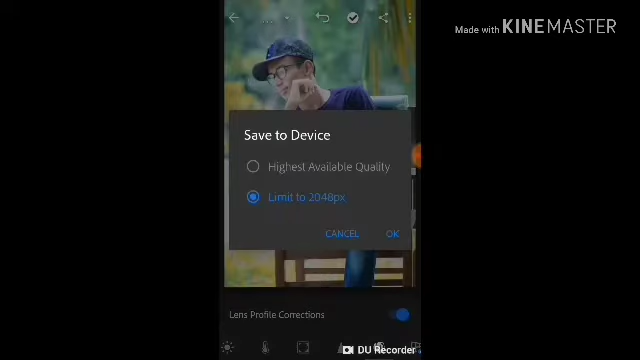 Made with KINEMASTER
...
Save to Device
Highest Available Quality
Limit to 2048px
CANCEL OK
Lens Profile Corrections
DU Recorder